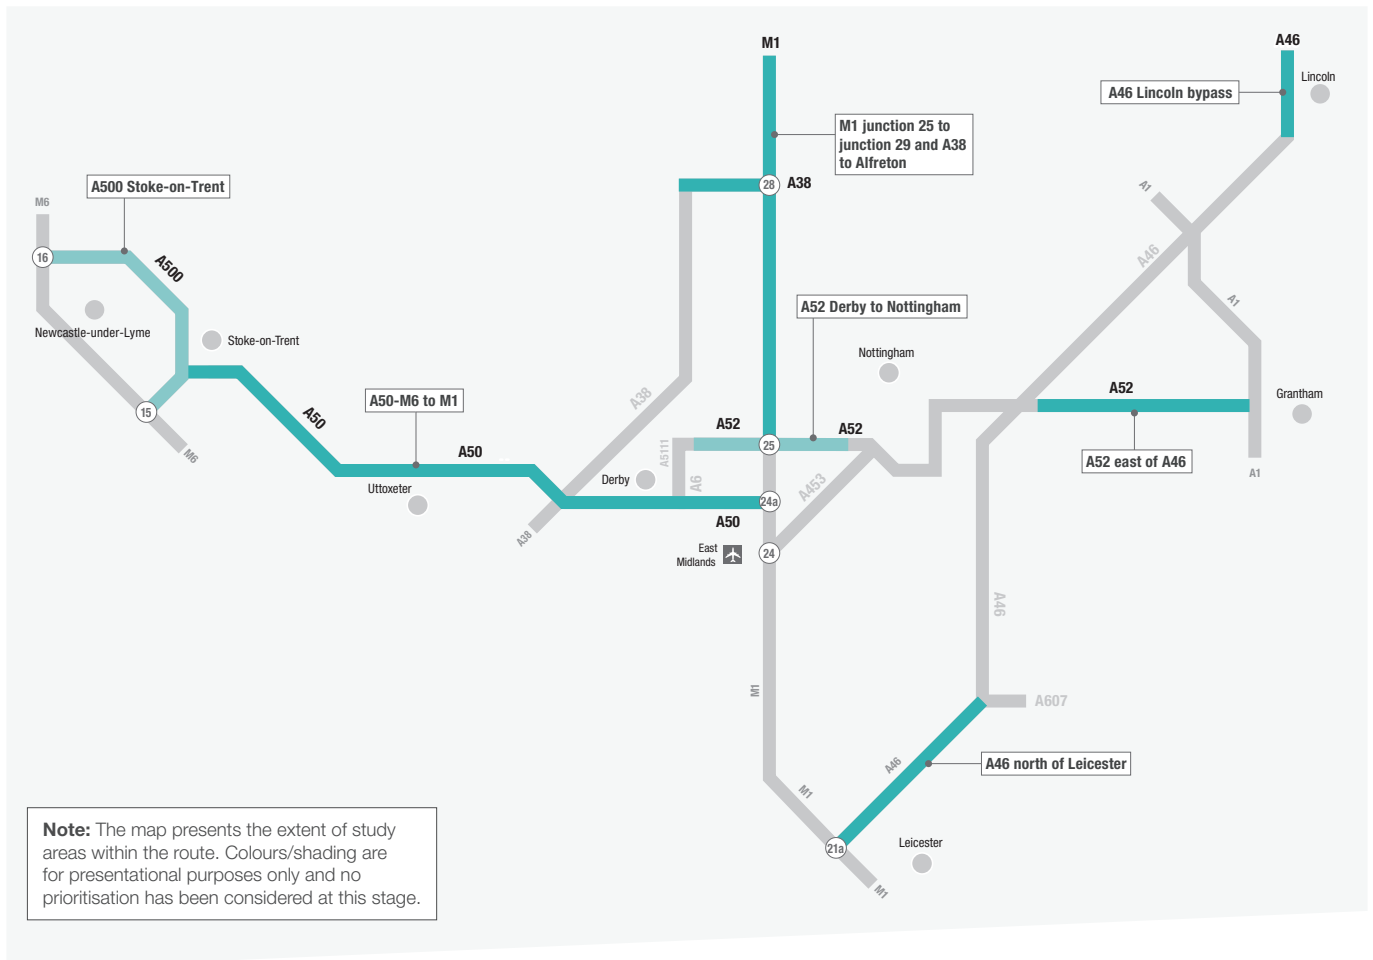 M1
A46
Lincoln
A46 Lincoln bypass
M1 junction 25 to
junction 29 and A38
to Alfreton
A500 Stoke-on-Trent
28
A38
A1
M6
16
A500
A46
A1
A52 Derby to Nottingham
Newcastle-under-Lyme
Stoke-on-Trent
Nottingham
A50-M6 to M1
A38
A52
Grantham
15
A50
A52
A52
M6
A50
A5111
25
A52 east of A46
A1
Uttoxeter
Derby
A6
A453
24a
A50
A38
East
Midlands
24
A46
M1
A607
A46
A46 north of Leicester
M1
Leicester
21a
M1
Note: The map presents the extent of study
areas within the route. Colours/shading are
for presentational purposes only and no
prioritisation has been considered at this stage.